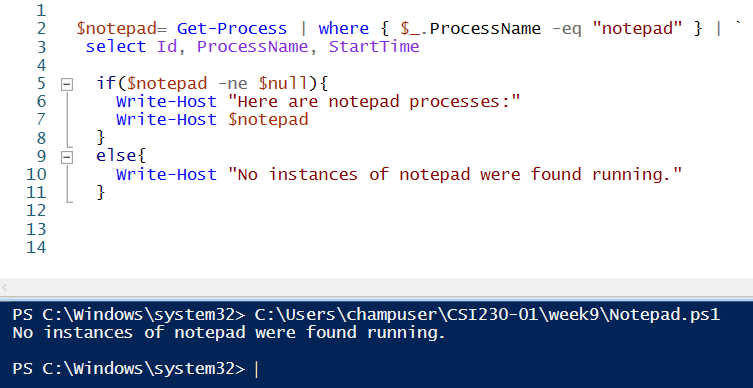 1
2 $notepad= Get-Process | where { $_.ProcessName -eq "notepad" } | `
3 select Id, ProcessName, StartTime
4
5 if($notepad -ne $null){
6 Write-Host "Here are notepad processes:"
7 Write-Host $notepad
8 }
9 else{
10 Write-Host "No instances of notepad were found running."
11 }
12
13
14
PS C:\Windows\system32> C:\Users\champuser\CSI230-01\week9\Notepad.ps1
No instances of notepad were found running.
PS C:\Windows\system32>